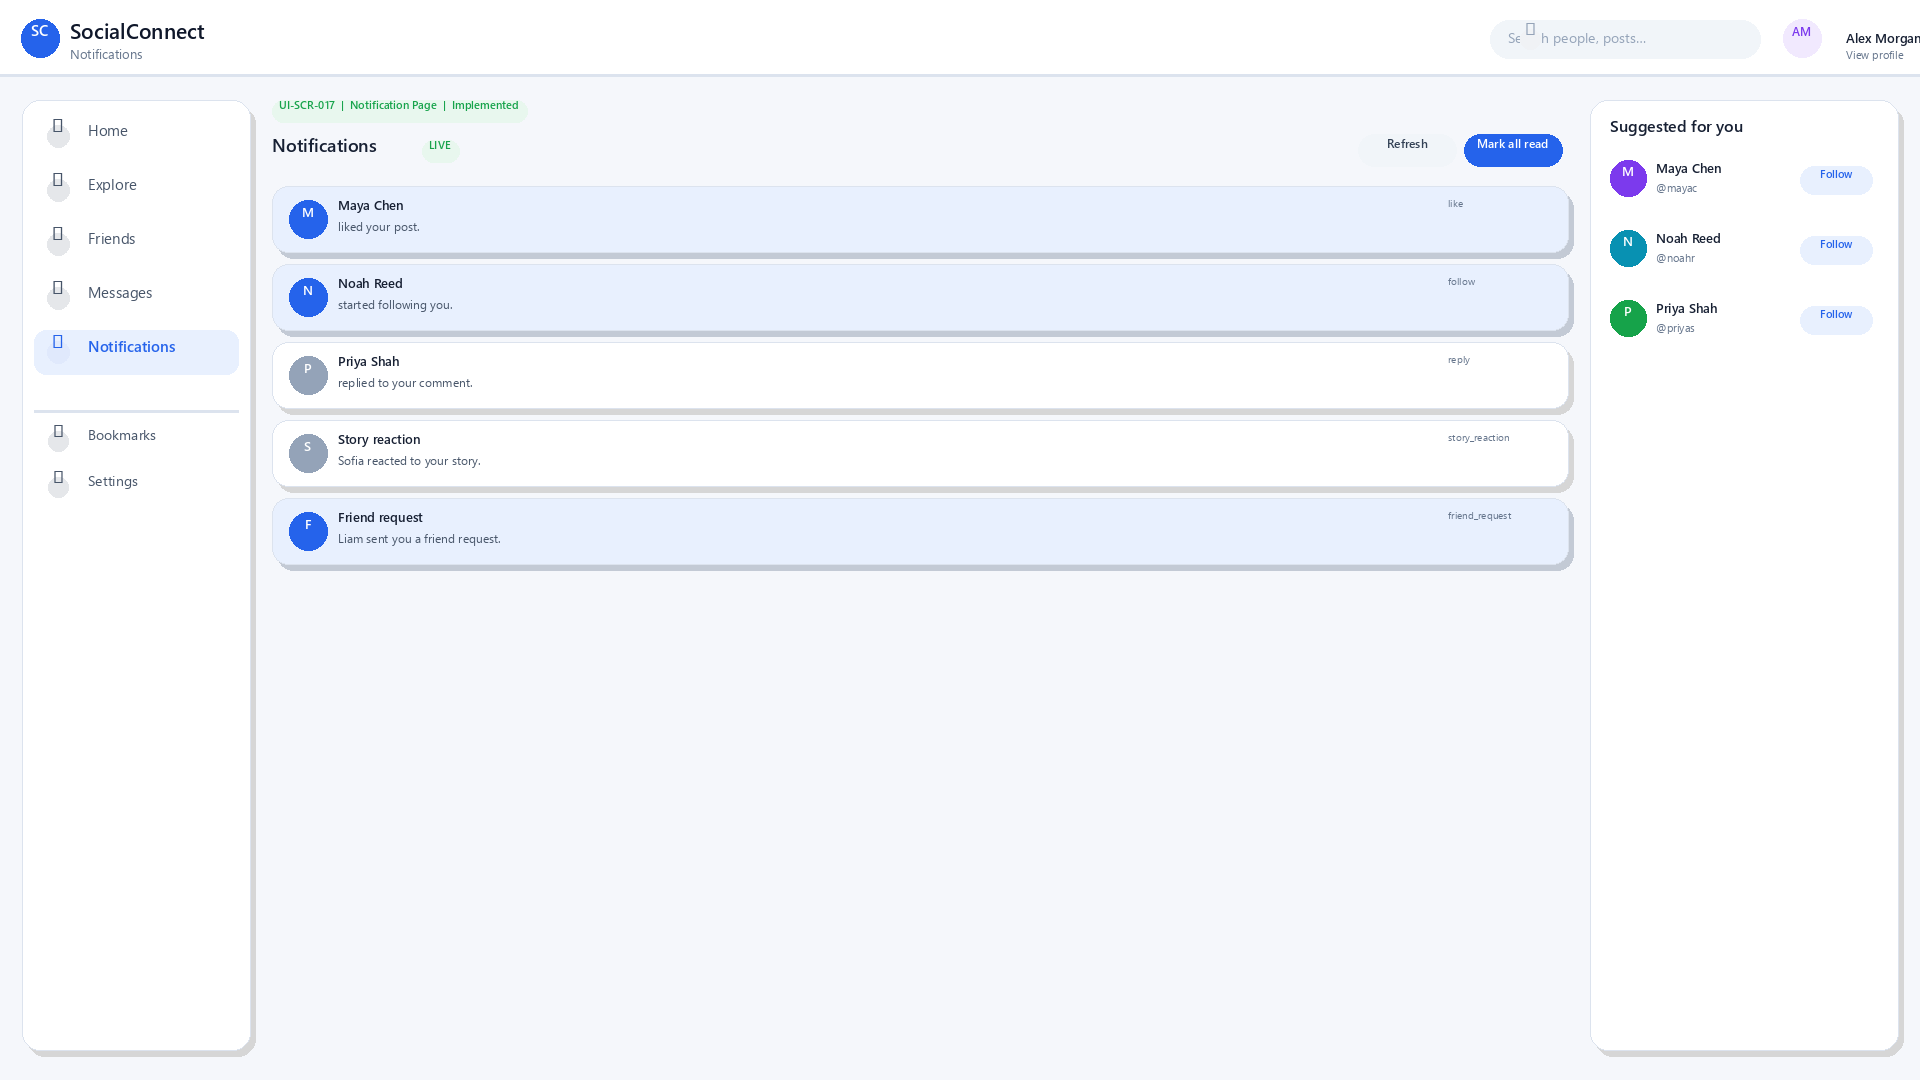 SC
SocialConnect
Notifications
Se h people, posts...
AM
Alex Morgan
View profile
Home
Explore
Friends
Messages
Notifications
Bookmarks
Settings
UI-SCR-017 | Notification Page | Implemented
Notifications
LIVE
Refresh
Mark all read
M
Maya Chen
liked your post.
like
N
Noah Reed
started following you.
follow
P
Priya Shah
replied to your comment.
reply
S
Story reaction
Sofia reacted to your story.
story_reaction
F
Friend request
Liam sent you a friend request.
friend_request
Suggested for you
M
Maya Chen
@mayac
Follow
N
Noah Reed
@noahr
Follow
P
Priya Shah
@priyas
Follow